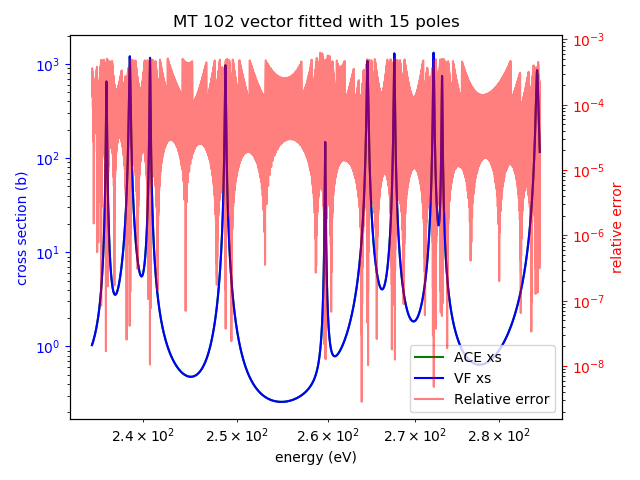 MT 102 vector fitted with 15 poles
10³
10²
10¹
10⁰
cross section (b)
10⁻³
10⁻⁴
10⁻⁵
10⁻⁶
10⁻⁷
10⁻⁸
relative error
ACE xs
VF xs
Relative error
2.4 × 10² 2.5 × 10² 2.6 × 10² 2.7 × 10² 2.8 × 10²
energy (eV)